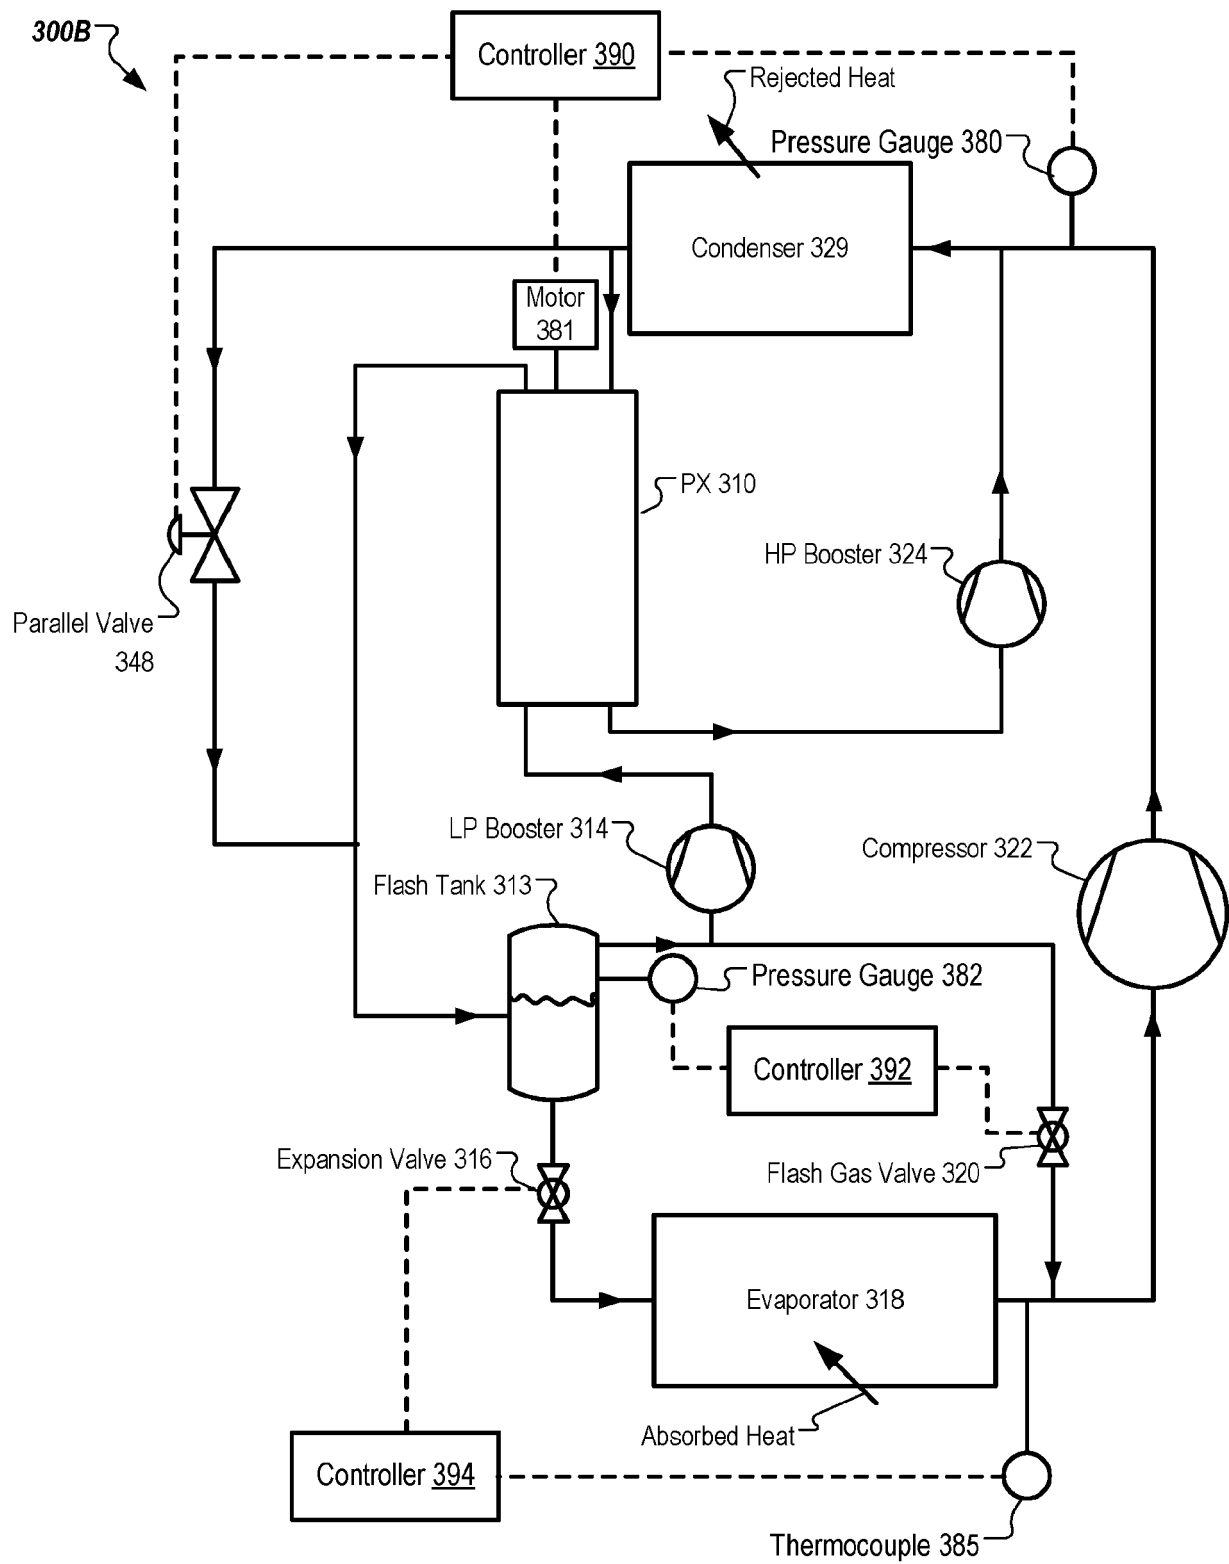 300B
Controller 390
Rejected Heat
Pressure Gauge 380
Condenser 329
Motor
381
PX 310
HP Booster 324
Parallel Valve
348
LP Booster 314
Compressor 322
Flash Tank 313
Pressure Gauge 382
Controller 392
Expansion Valve 316
Flash Gas Valve 320
Evaporator 318
Absorbed Heat
Controller 394
Thermocouple 385